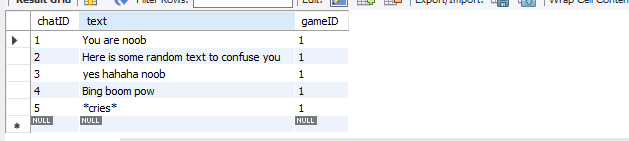 Result Grid Filter Rows: Edit: Export/Import: Wrap Cell Content
chatID text gameID
1 You are noob 1
2 Here is some random text to confuse you 1
3 yes hahaha noob 1
4 Bing boom pow 1
5 *cries* 1
* NULL NULL NULL